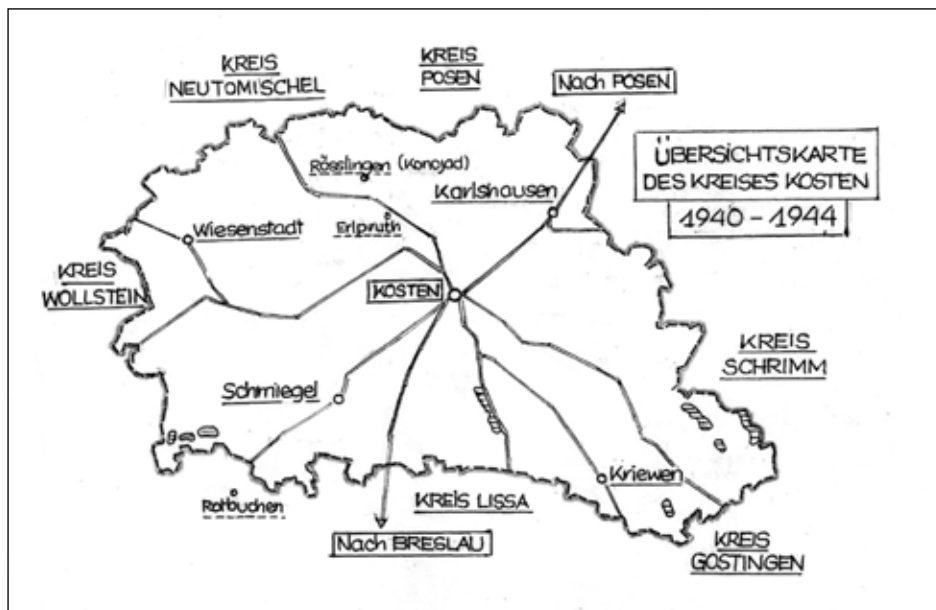 KREIS
NEUTOMISCHEL
KREIS
POSEN
Nach POSEN
ÜBERSICHTSKARTE
DES KREISES KOSTEN
1940 - 1944
Rösslingen (Konojad)
Karlshausen
Erlpruth
Wiesenstadt
KREIS
WOLLSTEIN
KOSTEN
KREIS
SCHRIMM
Schmiegel
Kriewen
Rotbuchen
KREIS LISSA
Nach BRESLAU
KREIS
GOSTINGEN